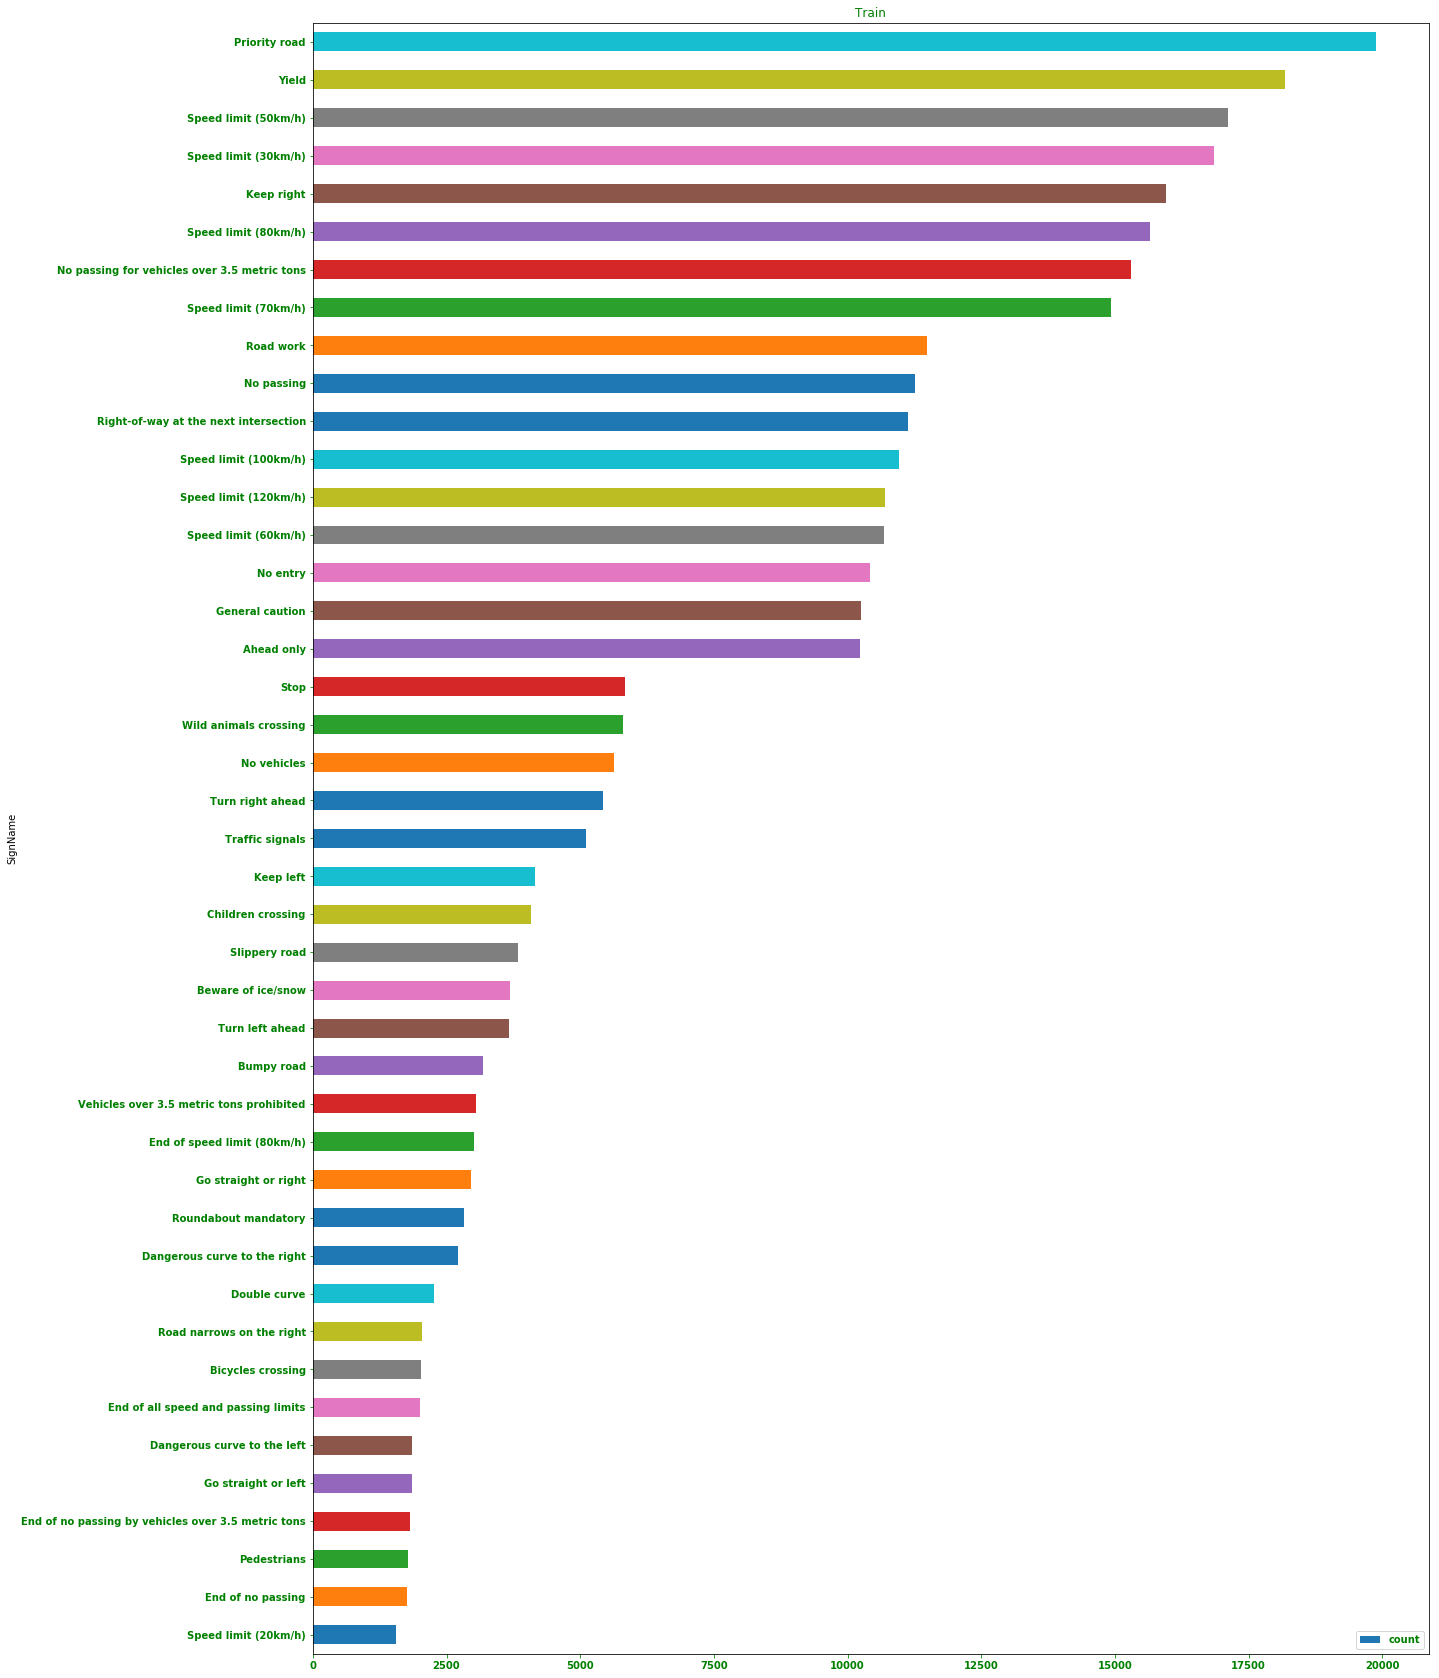 Train
Priority road
Yield
Speed limit (50km/h)
Speed limit (30km/h)
Keep right
Speed limit (80km/h)
No passing for vehicles over 3.5 metric tons
Speed limit (70km/h)
Road work
No passing
Right-of-way at the next intersection
Speed limit (100km/h)
Speed limit (120km/h)
Speed limit (60km/h)
No entry
General caution
Ahead only
Stop
Wild animals crossing
No vehicles
Turn right ahead
Traffic signals
Keep left
Children crossing
Slippery road
Beware of ice/snow
Turn left ahead
Bumpy road
Vehicles over 3.5 metric tons prohibited
End of speed limit (80km/h)
Go straight or right
Roundabout mandatory
Dangerous curve to the right
Double curve
Road narrows on the right
Bicycles crossing
End of all speed and passing limits
Dangerous curve to the left
Go straight or left
End of no passing by vehicles over 3.5 metric tons
Pedestrians
End of no passing
Speed limit (20km/h)
SignName
count
0 2500 5000 7500 10000 12500 15000 17500 20000